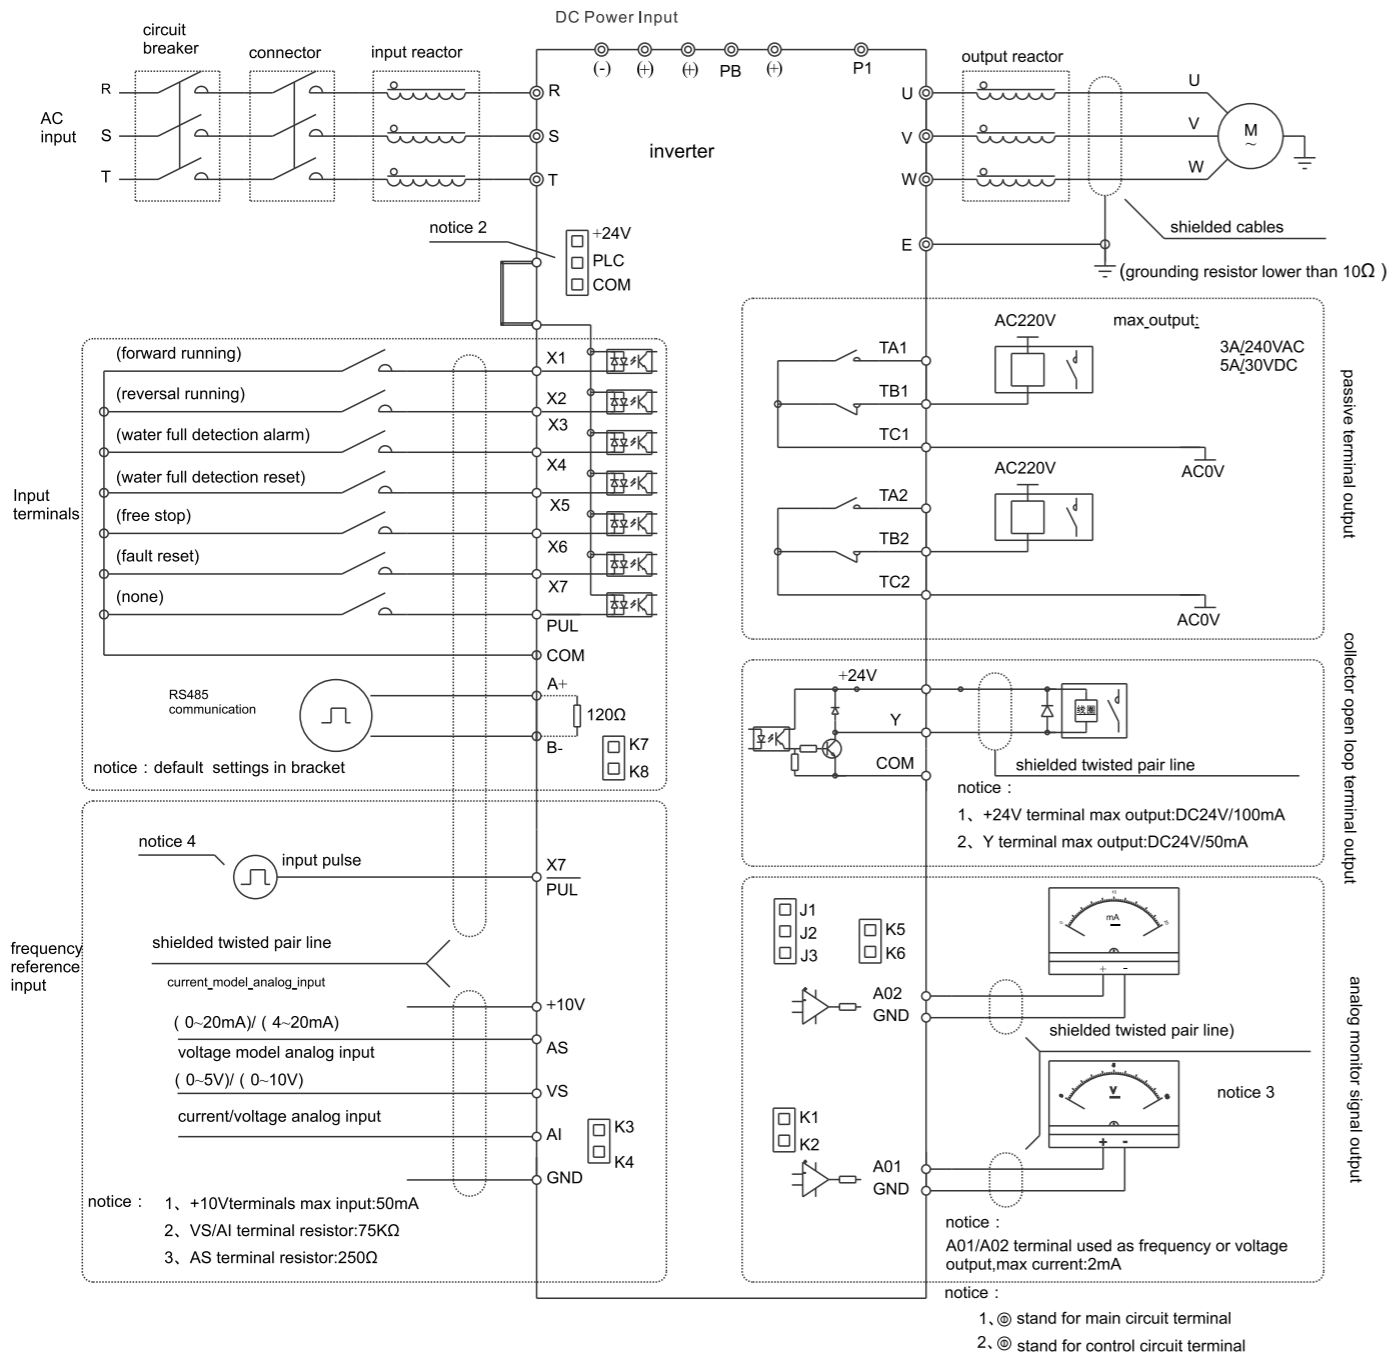 DC Power Input
circuit
breaker
connector
input reactor
(-)
(+)
(+)
PB
(+)
P1
output reactor
AC
input
R
S
T
R
S
T
inverter
U
V
W
U
V
W
M
~
E
shielded cables
(grounding resistor lower than 10Ω )
notice 2
+24V
PLC
COM
Input
terminals
(forward running)
X1
(reversal running)
X2
(water full detection alarm)
X3
(water full detection reset)
X4
(free stop)
X5
(fault reset)
X6
(none)
X7
PUL
COM
RS485
communication
A+
120Ω
B-
K7
K8
notice : default settings in bracket
AC220V
max_output:
3A/240VAC
5A/30VDC
TA1
TB1
TC1
AC0V
AC220V
TA2
TB2
TC2
AC0V
passive terminal output
+24V
Y
COM
线圈
shielded twisted pair line
notice :
1、+24V terminal max output:DC24V/100mA
2、Y terminal max output:DC24V/50mA
collector open loop terminal output
frequency
reference
input
notice 4
input pulse
X7
PUL
shielded twisted pair line
current_model_analog_input
+10V
( 0~20mA)/ ( 4~20mA)
AS
voltage model analog input
( 0~5V)/ ( 0~10V)
VS
current/voltage analog input
AI
K3
K4
GND
notice :
1、+10Vterminals max input:50mA
2、VS/AI terminal resistor:75KΩ
3、AS terminal resistor:250Ω
J1
J2
J3
K5
K6
mA
+ -
A02
GND
shielded twisted pair line)
V
+ -
notice 3
K1
K2
A01
GND
notice :
A01/A02 terminal used as frequency or voltage
output,max current:2mA
analog monitor signal output
notice :
1、 stand for main circuit terminal
2、 stand for control circuit terminal